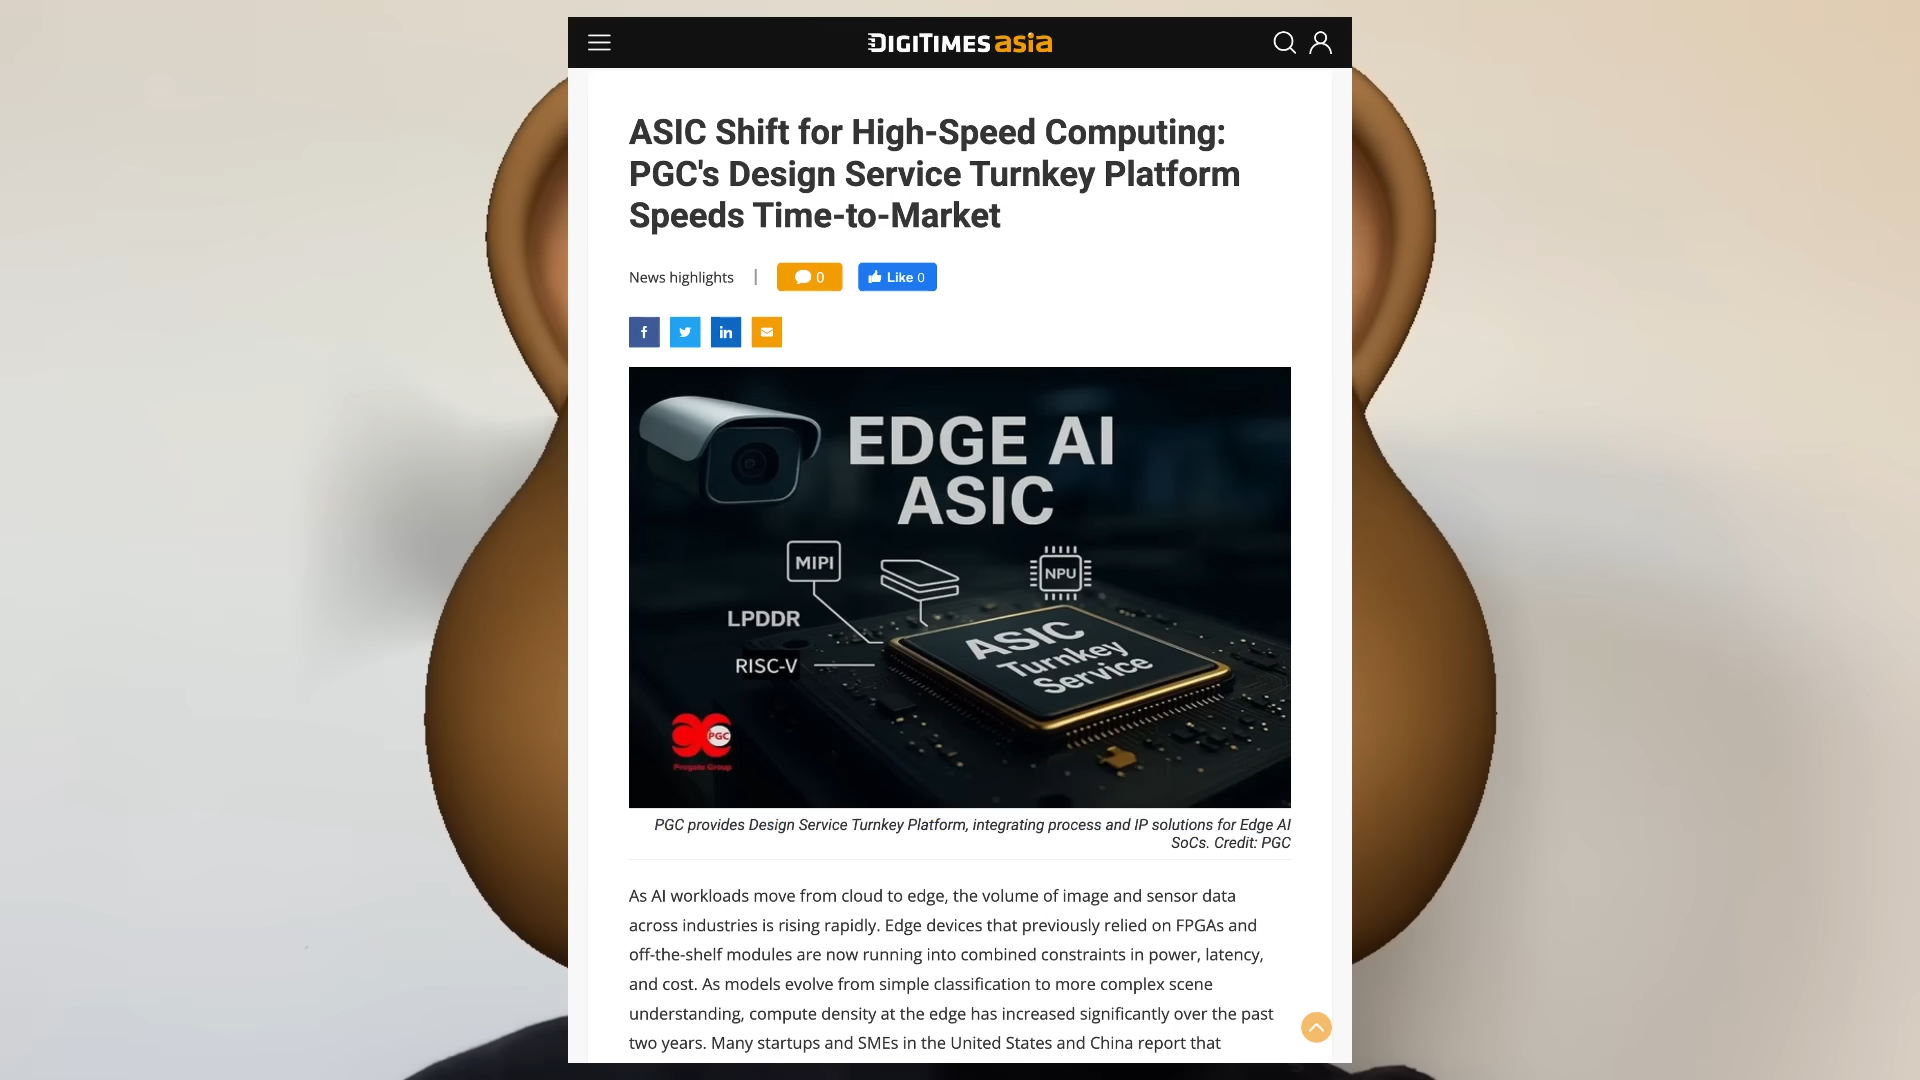 DIGITIMES asia
ASIC Shift for High-Speed Computing:
PGC's Design Service Turnkey Platform
Speeds Time-to-Market
News highlights |
0
Like 0
EDGE AI
ASIC
MIPI
NPU
LPDDR
RISC-V
ASIC
Turnkey
Service
PGC
Progate Group
PGC provides Design Service Turnkey Platform, integrating process and IP solutions for Edge AI
SoCs. Credit: PGC
As AI workloads move from cloud to edge, the volume of image and sensor data
across industries is rising rapidly. Edge devices that previously relied on FPGAs and
off-the-shelf modules are now running into combined constraints in power, latency,
and cost. As models evolve from simple classification to more complex scene
understanding, compute density at the edge has increased significantly over the past
two years. Many startups and SMEs in the United States and China report that